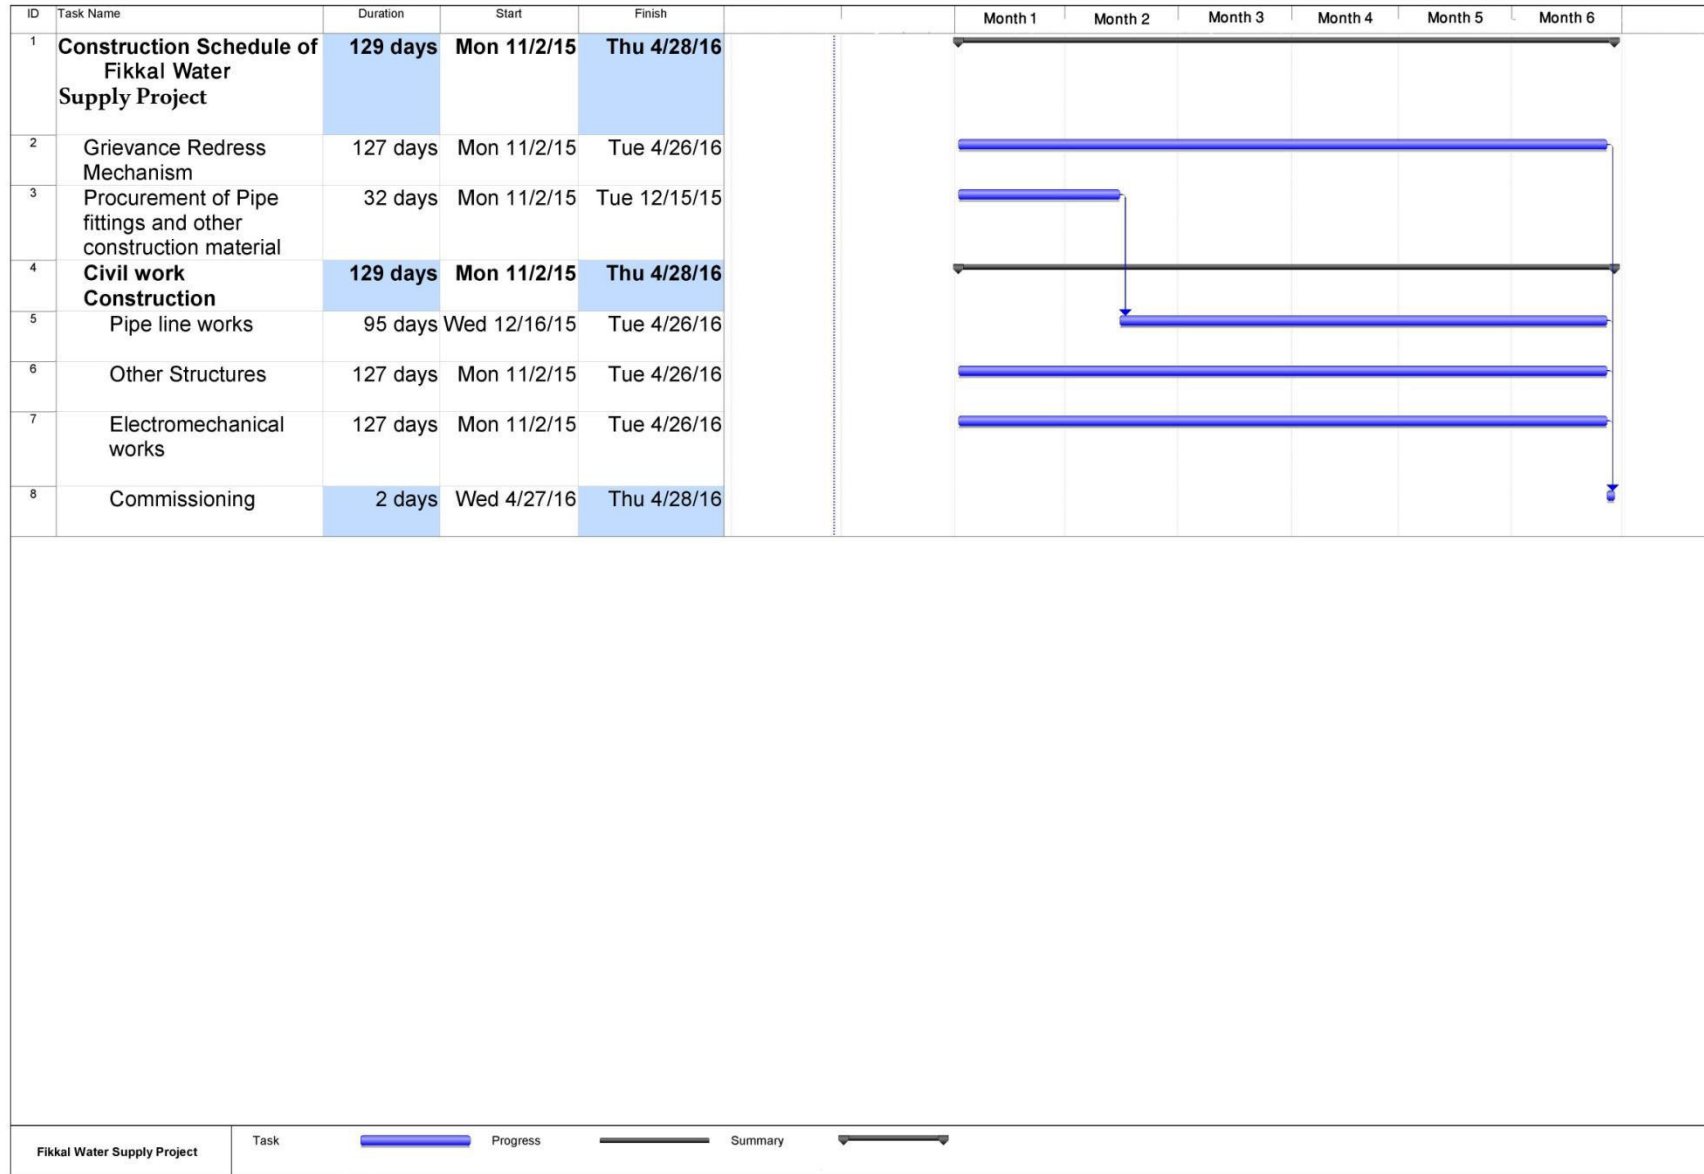 ID Task Name Duration Start Finish Month 1 Month 2 Month 3 Month 4 Month 5 Month 6
1 Construction Schedule of 129 days Mon 11/2/15 Thu 4/28/16
Fikkal Water
Supply Project
2 Grievance Redress 127 days Mon 11/2/15 Tue 4/26/16
Mechanism
3 Procurement of Pipe 32 days Mon 11/2/15 Tue 12/15/15
fittings and other
construction material
4 Civil work 129 days Mon 11/2/15 Thu 4/28/16
Construction
5 Pipe line works 95 days Wed 12/16/15 Tue 4/26/16
6 Other Structures 127 days Mon 11/2/15 Tue 4/26/16
7 Electromechanical 127 days Mon 11/2/15 Tue 4/26/16
works
8 Commissioning 2 days Wed 4/27/16 Thu 4/28/16
Fikkal Water Supply Project Task Progress Summary